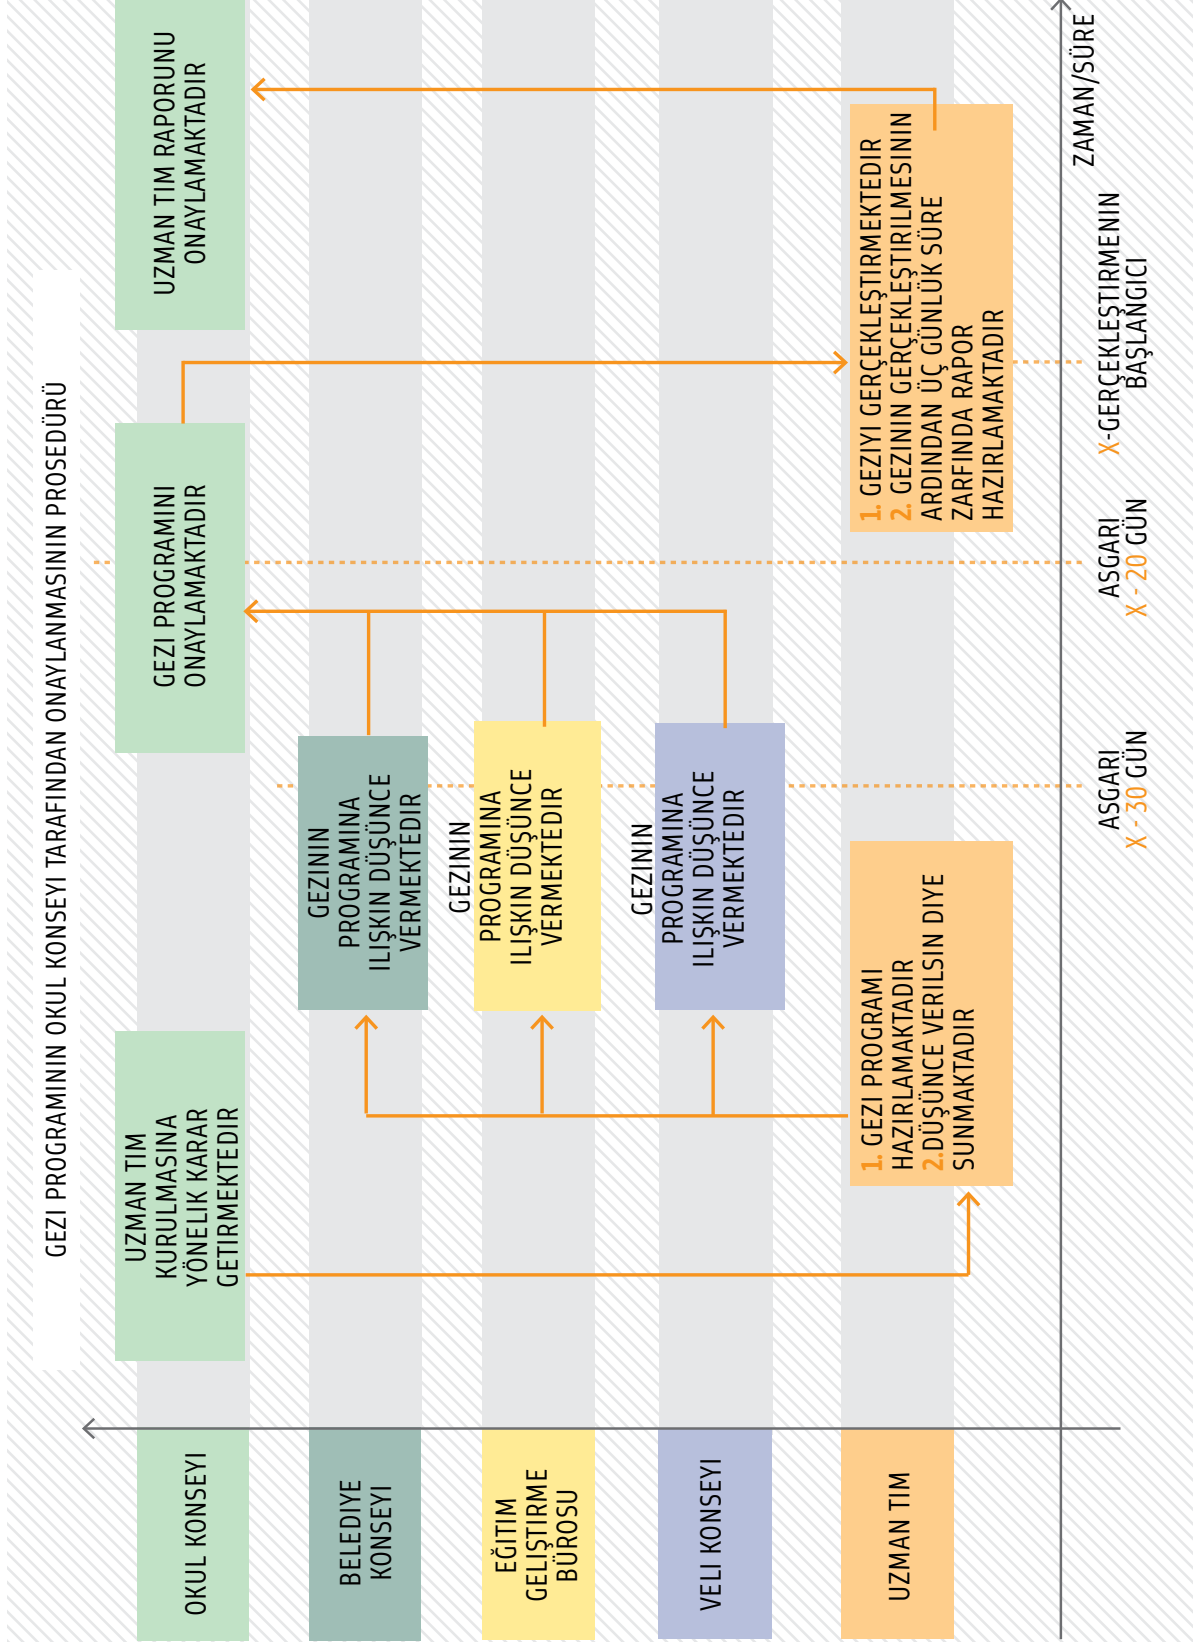 GEZI PROGRAMININ OKUL KONSEYI TARAFINDAN ONAYLANMASININ PROSEDÜRÜ
OKUL KONSEYI
UZMAN TIM
KURULMASINA
YÖNELIK KARAR
GETIRMEKTEDIR
GEZI PROGRAMINI
ONAYLAMAKTADIR
UZMAN TIM RAPORUNU
ONAYLAMAKTADIR
BELEDIYE
KONSEYI
GEZININ
PROGRAMINA
ILIŞKIN DÜŞÜNCE
VERMEKTEDIR
EĞITIM
GELIŞTIRME
BÜROSU
GEZININ
PROGRAMINA
ILIŞKIN DÜŞÜNCE
VERMEKTEDIR
VELI KONSEYI
GEZININ
PROGRAMINA
ILIŞKIN DÜŞÜNCE
VERMEKTEDIR
UZMAN TIM
1. GEZI PROGRAMI
HAZIRLAMAKTADIR
2.DÜŞÜNCE VERILSIN DIYE
SUNMAKTADIR
1. GEZIYI GERÇEKLEŞTIRMEKTEDIR
2. GEZININ GERÇEKLEŞTIRILMESININ
ARDINDAN ÜÇ GÜNLÜK SÜRE
ZARFINDA RAPOR
HAZIRLAMAKTADIR
ZAMAN/SÜRE
ASGARI
X - 30 GÜN
ASGARI
X - 20 GÜN
X-GERÇEKLEŞTIRMENIN
BAŞLANGICI